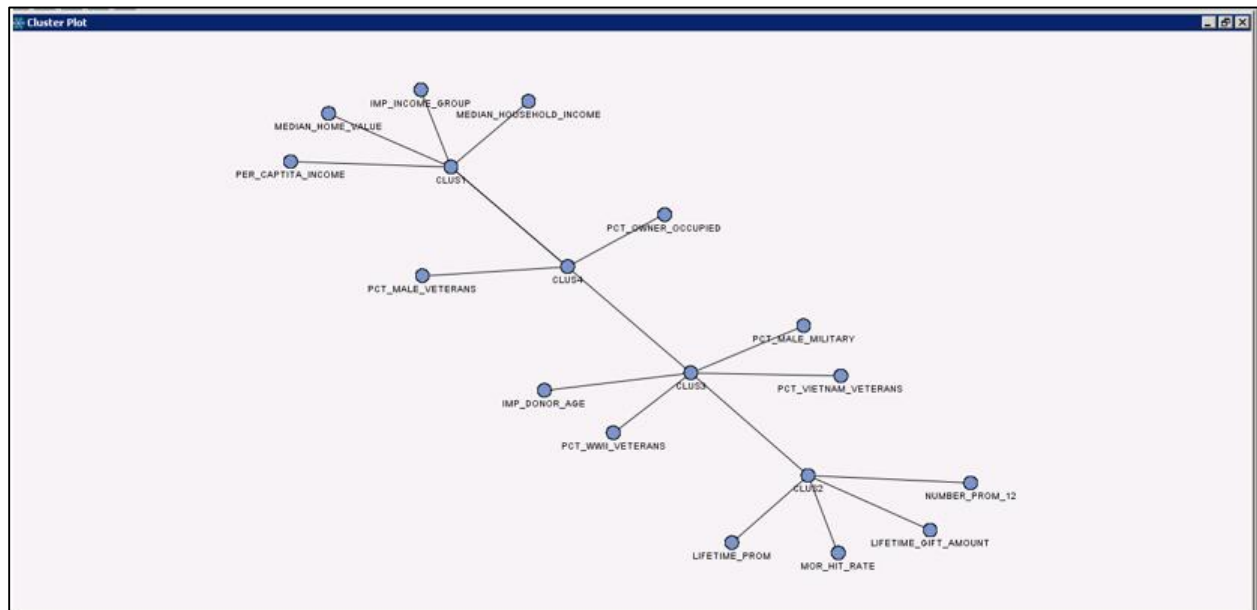 Cluster Plot
IMP_INCOME_GROUP
MEDIAN_HOUSEHOLD_INCOME
MEDIAN_HOME_VALUE
PER_CAPTITA_INCOME
CLUS1
PCT_OWNER_OCCUPIED
CLUS4
PCT_MALE_VETERANS
PCT_MALE_MILITARY
CLUS3
PCT_VIETNAM_VETERANS
IMP_DONOR_AGE
PCT_WWII_VETERANS
CLUS2
NUMBER_PROM_12
LIFETIME_GIFT_AMOUNT
LIFETIME_PROM
MOR_HIT_RATE